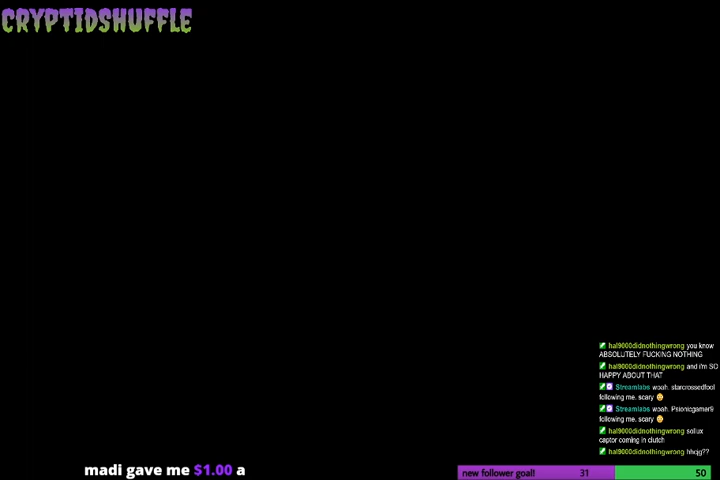 CRYPTIDSHUFFLE
hal9000didnothingwrong you know
ABSOLUTELY FUCKING NOTHING
hal9000didnothingwrong and i'm SO
HAPPY ABOUT THAT
Streamlabs woah. starcrossedfool
following me. scary
Streamlabs woah. Psionicgamer9
following me. scary
hal9000didnothingwrong sollux
captor coming in clutch
hal9000didnothingwrong hhcjg??
madi gave me $1.00 a
new follower goal! 31 50